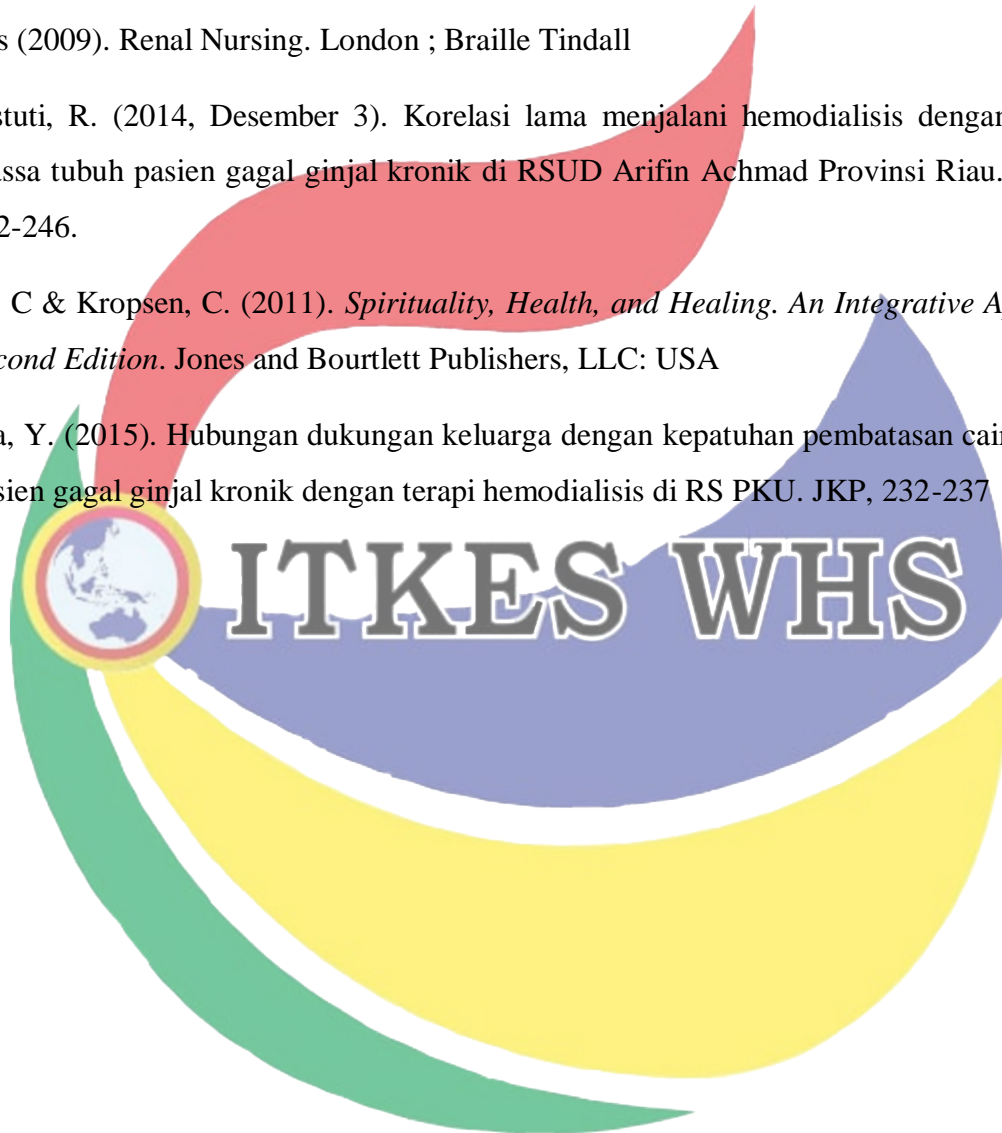 s (2009). Renal Nursing. London ; Braille Tindall
stuti, R. (2014, Desember 3). Korelasi lama menjalani hemodialisis dengan
assa tubuh pasien gagal ginjal kronik di RSUD Arifin Achmad Provinsi Riau.
2-246.
C & Kropsen, C. (2011). Spirituality, Health, and Healing. An Integrative A
cond Edition. Jones and Bourtlett Publishers, LLC: USA
a, Y. (2015). Hubungan dukungan keluarga dengan kepatuhan pembatasan cair
sien gagal ginjal kronik dengan terapi hemodialisis di RS PKU. JKP, 232-237
ITKES WHS